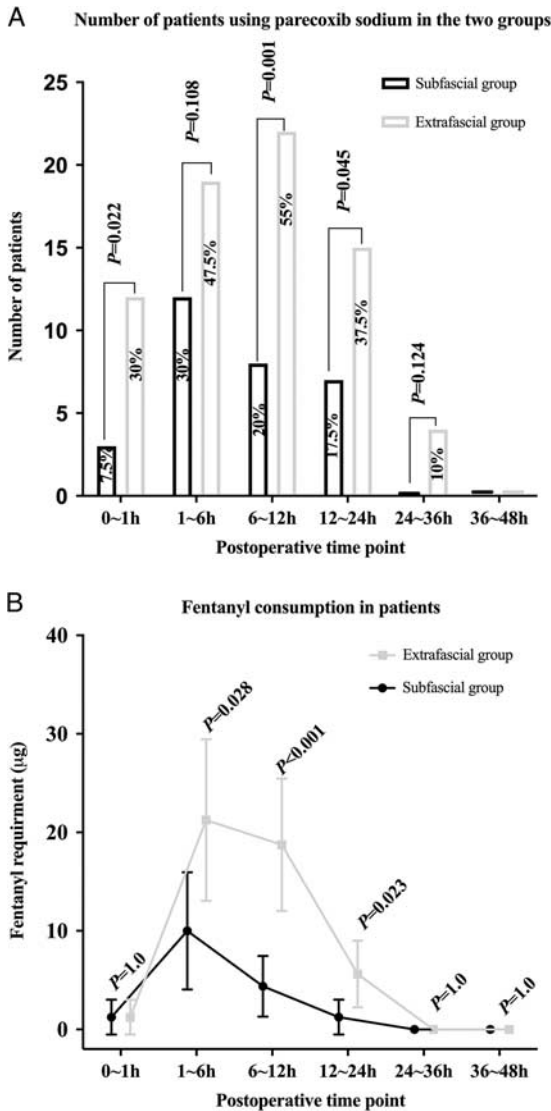 A
Number of patients using parecoxib sodium in the two groups
Number of patients
25
20
15
10
5
0
Subfascial group
Extrafascial group
P=0.022
P=0.108
P=0.001
P=0.045
P=0.124
7.5%
30%
30%
47.5%
20%
55%
17.5%
37.5%
10%
0~1h
1~6h
6~12h
12~24h
24~36h
36~48h
Postoperative time point
B
Fentanyl consumption in patients
Fentanyl requirment (μg)
40
30
20
10
0
Extrafascial group
Subfascial group
P=1.0
P=0.028
P<0.001
P=0.023
P=1.0
P=1.0
0~1h
1~6h
6~12h
12~24h
24~36h
36~48h
Postoperative time point